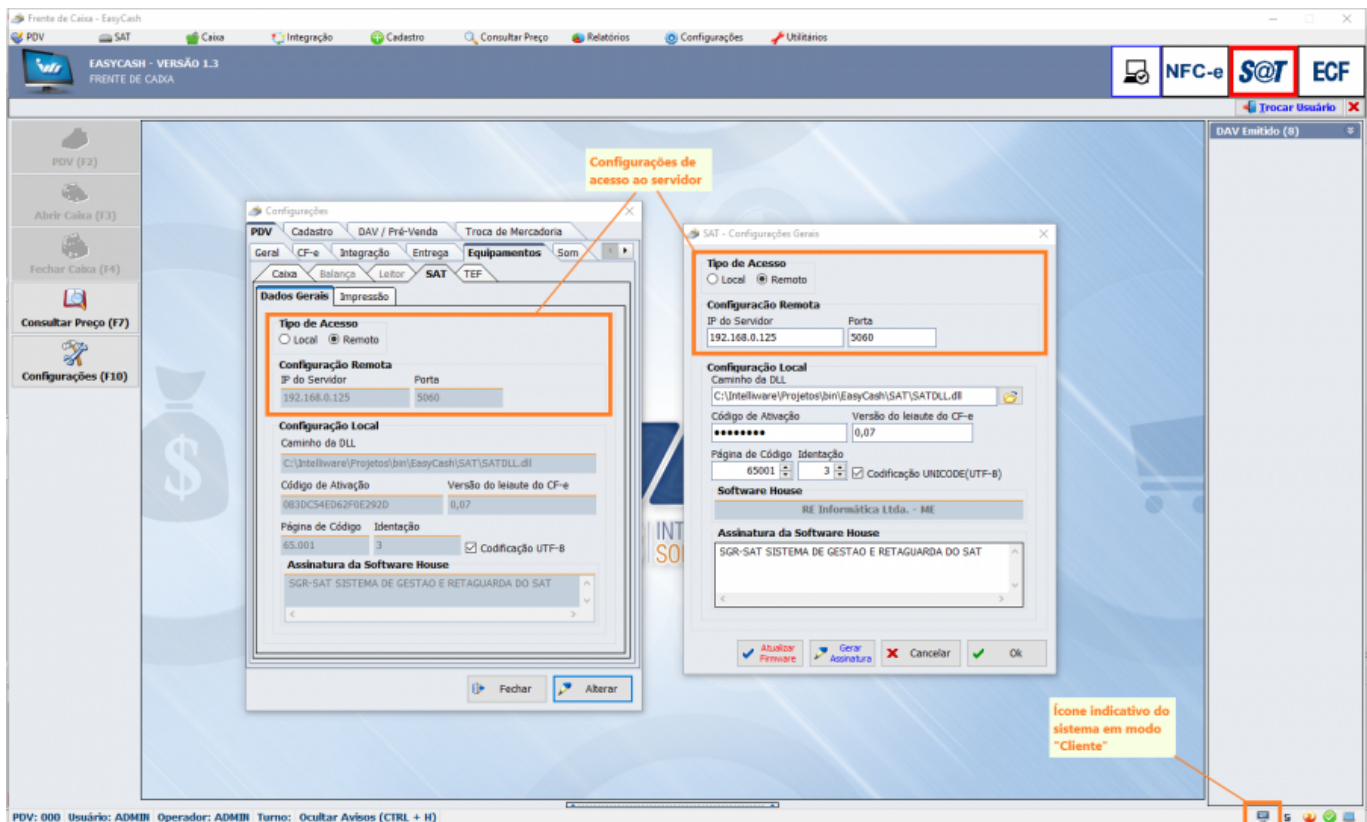 Frente de Caixa - EasyCash
PDV SAT Caixa Integração Cadastro Consultar Preço Relatórios Configurações Utilitários
EASYCASH - VERSÃO 1.3
FRENTE DE CAIXA
NFC-e S@T ECF
Trocar Usuário
DAV Emitido (8)
PDV (F2)
Abrir Caixa (F3)
Fechar Caixa (F4)
Consultar Preço (F7)
Configurações (F10)
Configurações de
acesso ao servidor
Configurações
PDV Cadastro DAV / Pré-Venda Troca de Mercadoria
Geral CF-e Integração Entrega Equipamentos Som
Caixa Balança Leitor SAT TEF
Dados Gerais Impressão
Tipo de Acesso
Local Remoto
Configuração Remota
IP do Servidor Porta
192.168.0.125 5060
Configuração Local
Caminho da DLL
C:\Intelliware\Projetos\bin\EasyCash\SAT\SATDLL.dll
Código de Ativação Versão do leiaute do CF-e
083DC54ED62F0E292D 0,07
Página de Código Identação
65.001 3 Codificação UTF-8
Assinatura da Software House
SGR-SAT SISTEMA DE GESTAO E RETAGUARDA DO SAT
Fechar Alterar
INT
SO
SAT - Configurações Gerais
Tipo de Acesso
Local Remoto
Configuração Remota
IP do Servidor Porta
192.168.0.125 5060
Configuração Local
Caminho da DLL
C:\Intelliware\Projetos\bin\EasyCash\SAT\SATDLL.dll
Código de Ativação Versão do leiaute do CF-e
●●●●●●●● 0,07
Página de Código Identação
65001 3 Codificação UNICODE(UTF-8)
Software House
RE Informática Ltda. - ME
Assinatura da Software House
SGR-SAT SISTEMA DE GESTAO E RETAGUARDA DO SAT
Atualizar
Firmware
Gerar
Assinatura
Cancelar Ok
Ícone indicativo do
sistema em modo
"Cliente"
PDV: 000 Usuário: ADMIN Operador: ADMIN Turno: Ocultar Avisos (CTRL + H)